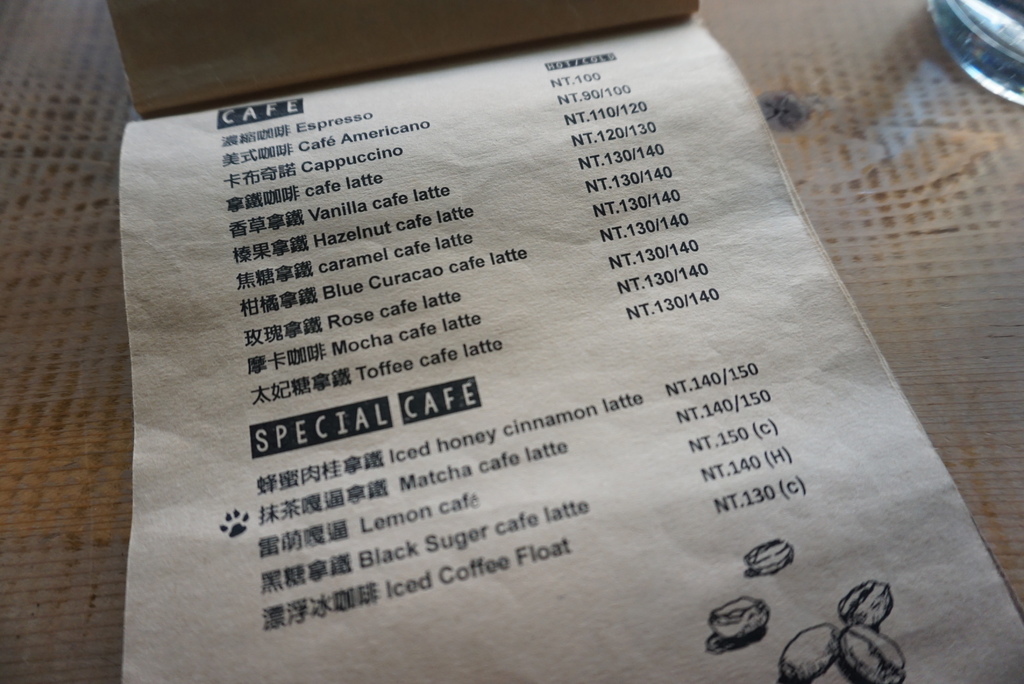 CAFE HOT/COLD
濃縮咖啡 Espresso NT.100
美式咖啡 Café Americano NT.90/100
卡布奇諾 Cappuccino NT.110/120
拿鐵咖啡 cafe latte NT.120/130
香草拿鐵 Vanilla cafe latte NT.130/140
榛果拿鐵 Hazelnut cafe latte NT.130/140
焦糖拿鐵 caramel cafe latte NT.130/140
柑橘拿鐵 Blue Curacao cafe latte NT.130/140
玫瑰拿鐵 Rose cafe latte NT.130/140
摩卡咖啡 Mocha cafe latte NT.130/140
太妃糖拿鐵 Toffee cafe latte NT.130/140
SPECIAL CAFE
蜂蜜肉桂拿鐵 Iced honey cinnamon latte NT.140/150
抹茶嘎逼拿鐵 Matcha cafe latte NT.140/150
雷萌嘎逼 Lemon café NT.150 (c)
黑糖拿鐵 Black Suger cafe latte NT.140 (H)
漂浮冰咖啡 Iced Coffee Float NT.130 (c)